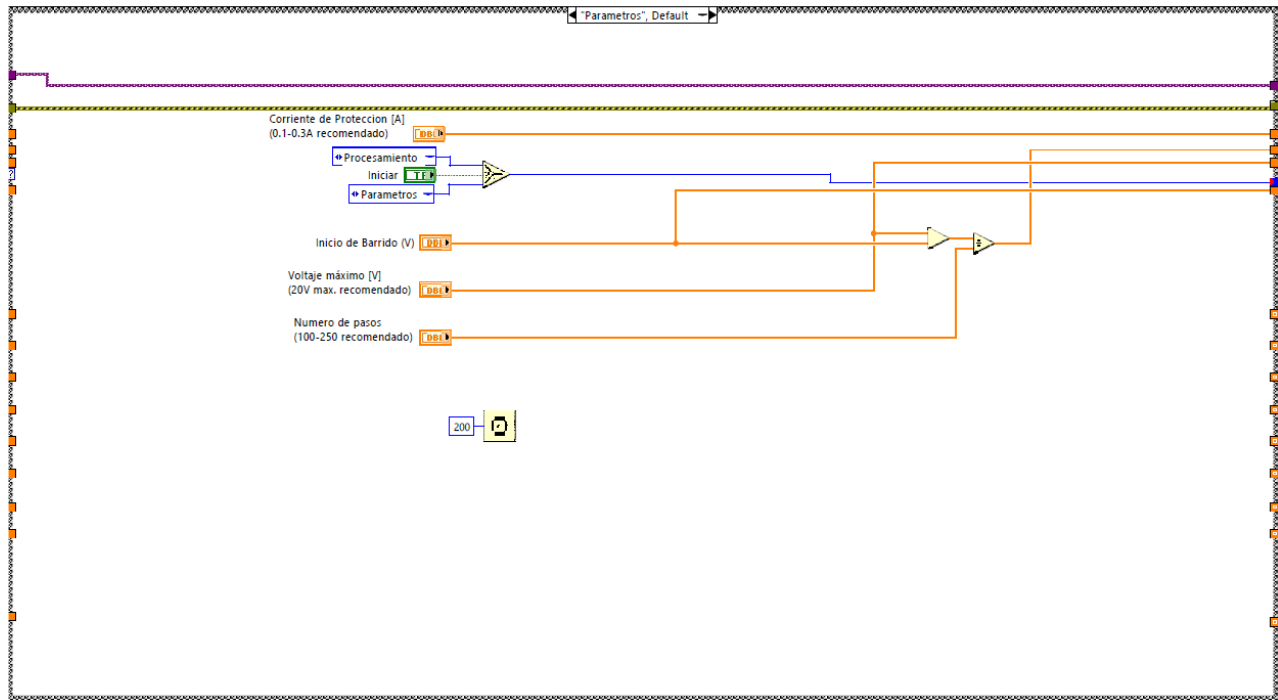 "Parametros", Default
Corriente de Proteccion [A]
(0.1-0.3A recomendado)
DBL
Procesamiento
Iniciar
TF
Parametros
?
Inicio de Barrido (V)
DBL
Voltaje máximo [V]
(20V max. recomendado)
DBL
Numero de pasos
(100-250 recomendado)
DBL
200